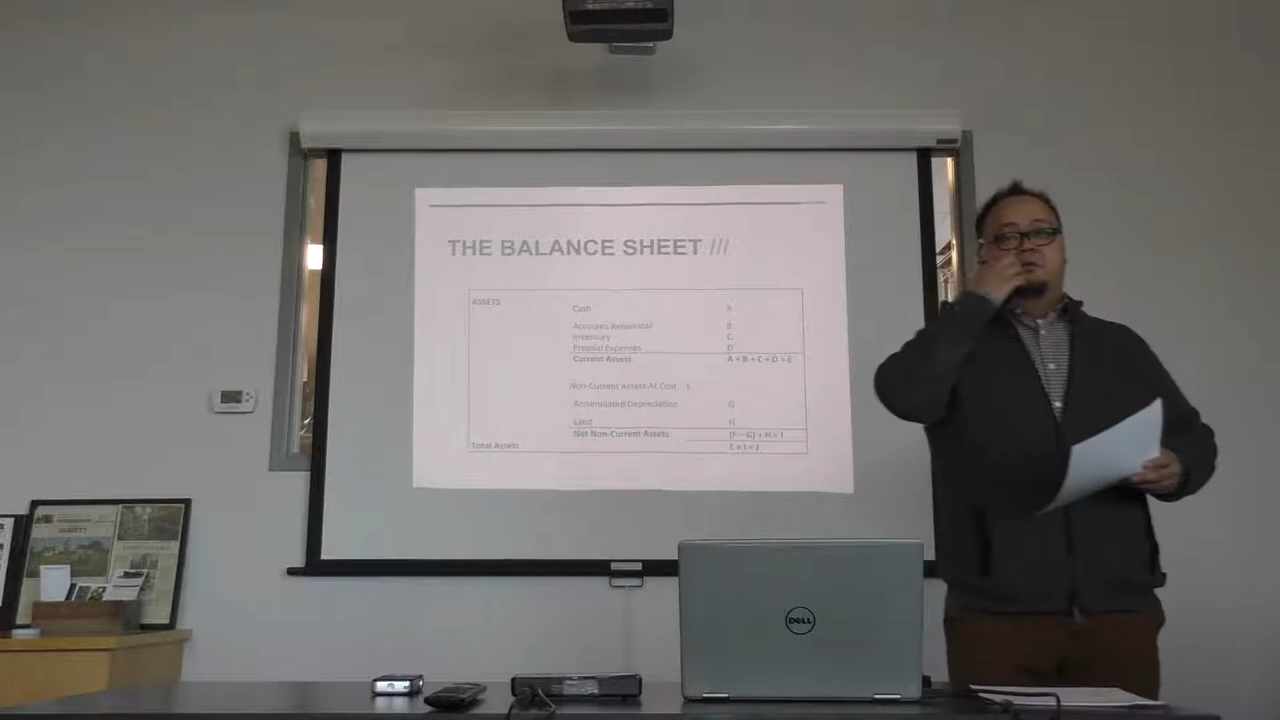 THE BALANCE SHEET ///
ASSETS
Cash A
Accounts Receivable B
Inventory C
Prepaid Expenses D
Current Assets A + B + C + D = E
Non-Current Assets At Cost F
Accumulated Depreciation G
Land H
Net Non-Current Assets (F - G) + H = I
Total Assets E + I = J
DELL